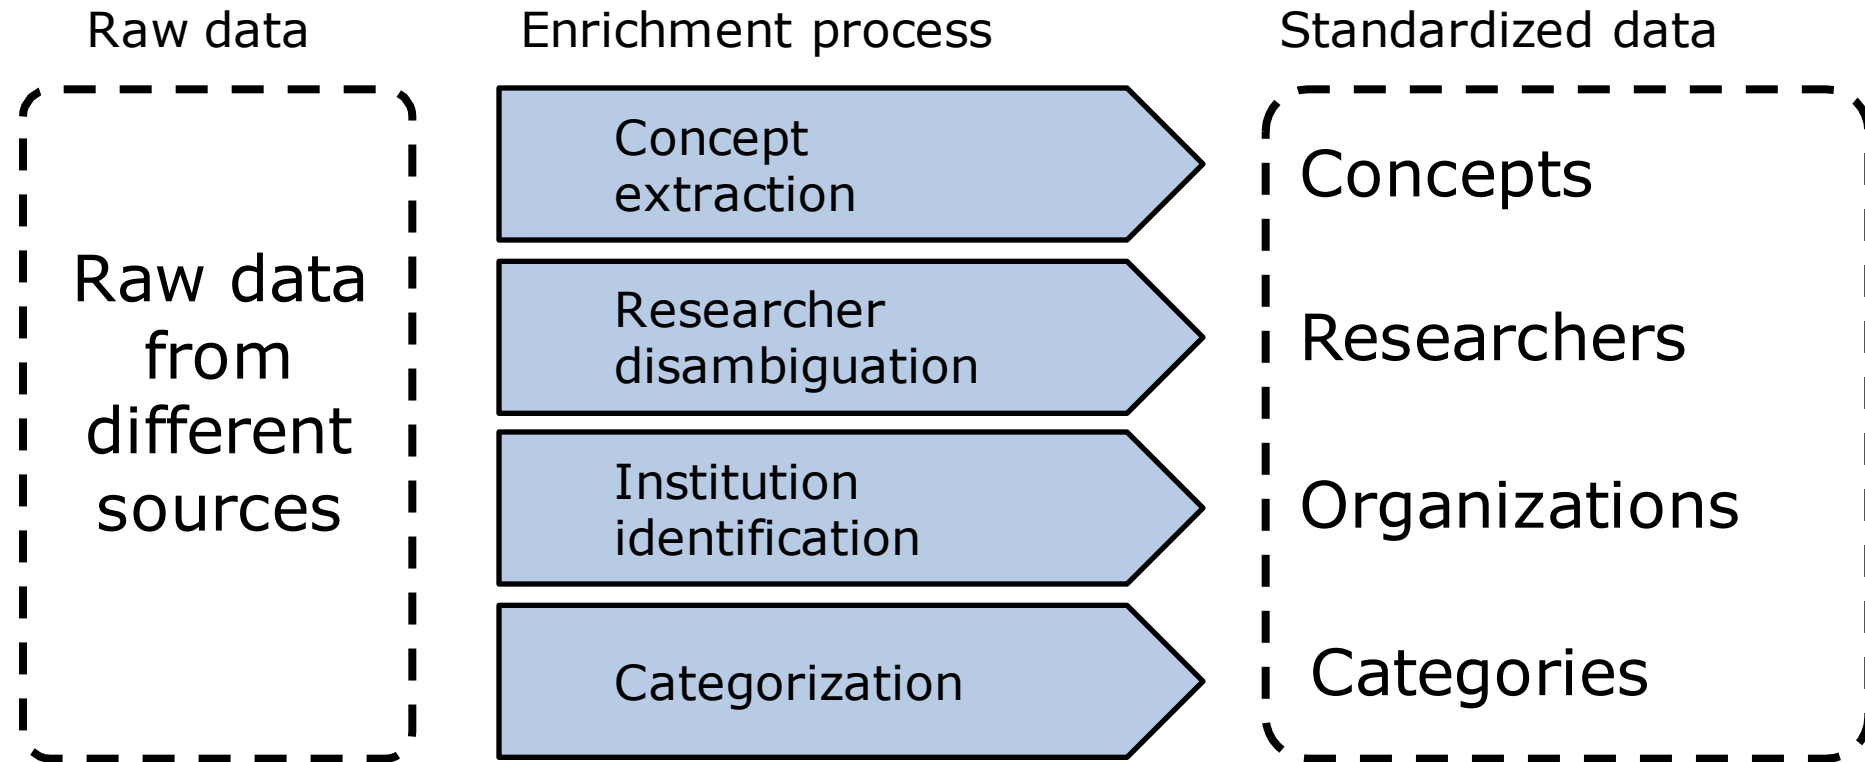 Raw data
Enrichment process
Standardized data
Raw data
from
different
sources
Concept
extraction
Researcher
disambiguation
Institution
identification
Categorization
Concepts
Researchers
Organizations
Categories